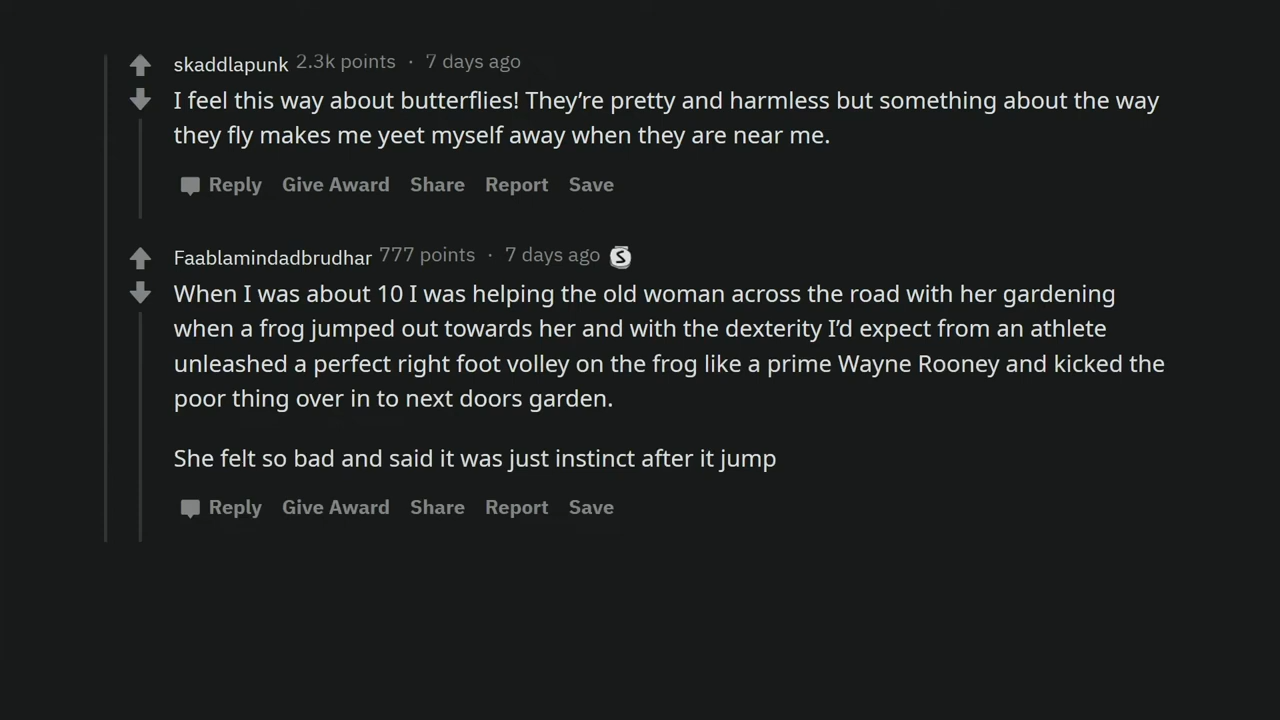 skaddlapunk 2.3k points · 7 days ago
I feel this way about butterflies! They're pretty and harmless but something about the way
they fly makes me yeet myself away when they are near me.
Reply Give Award Share Report Save
Faablamindadbrudhar 777 points · 7 days ago S
When I was about 10 I was helping the old woman across the road with her gardening
when a frog jumped out towards her and with the dexterity I'd expect from an athlete
unleashed a perfect right foot volley on the frog like a prime Wayne Rooney and kicked the
poor thing over in to next doors garden.
She felt so bad and said it was just instinct after it jump
Reply Give Award Share Report Save